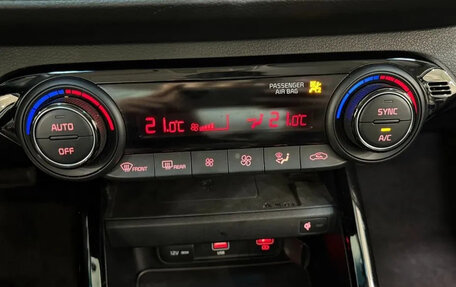 PASSENGER
AIR BAG
21.0°C 21.0°C
AUTO
OFF
SYNC
A/C
FRONT REAR
12V USB